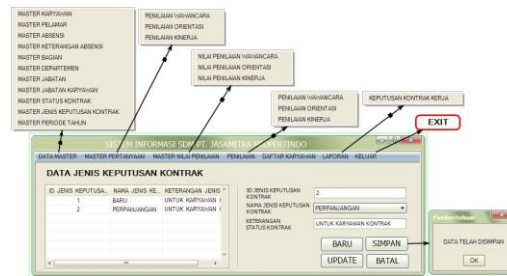 MASTER KARYAWAN
MASTER PELAMAR
MASTER ABSENSI
MASTER KETERANGAN ABSENSI
MASTER BAGIAN
MASTER DEPARTEMEN
MASTER JABATAN
MASTER JABATAN KARYAWAN
MASTER STATUS KONTRAK
MASTER JENIS KEPUTUSAN KONTRAK
MASTER PERIODE TAHUN
PENILAIAN WAWANCARA
PENILAIAN ORIENTASI
PENILAIAN KINERJA
NILAI PENILAIAN WAWANCARA
NILAI PENILAIAN ORIENTASI
NILAI PENILAIAN KINERJA
PENILAIAN WAWANCARA
PENILAIAN ORIENTASI
PENILAIAN KINERJA
KEPUTUSAN KONTRAK KERJA
EXIT
SISTEM INFORMASI SDM PT. JASAMITRA PROPERTINDO
DATA MASTER MASTER PERTANYAAN MASTER NILAI PENILAIAN PENILAIAN DAFTAR KARYAWAN LAPORAN KELUAR
DATA JENIS KEPUTUSAN KONTRAK
ID JENIS KEPUTUSA... NAMA JENIS KE... KETERANGAN JENIS
1 BARU UNTUK KARYAWAN
2 PERPANJANGAN UNTUK KARYAWAN
ID JENIS KEPUTUSAN KONTRAK 2
NAMA JENIS KEPUTUSAN KONTRAK PERPANJANGAN
KETERANGAN STATUS KONTRAK UNTUK KARYAWAN KONTRAK
BARU SIMPAN
UPDATE BATAL
DATA TELAH DISIMPAN
OK